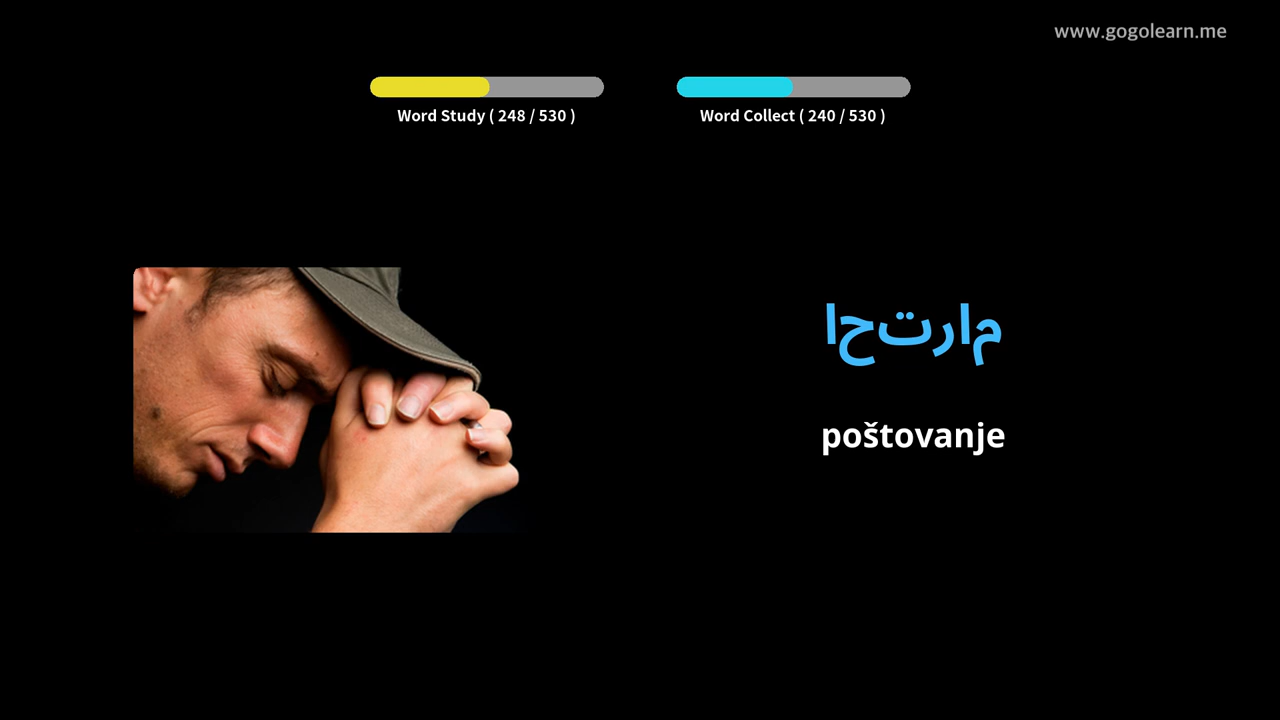 www.gogolearn.me
Word Study ( 248 / 530 )
Word Collect ( 240 / 530 )
احترام
poštovanje